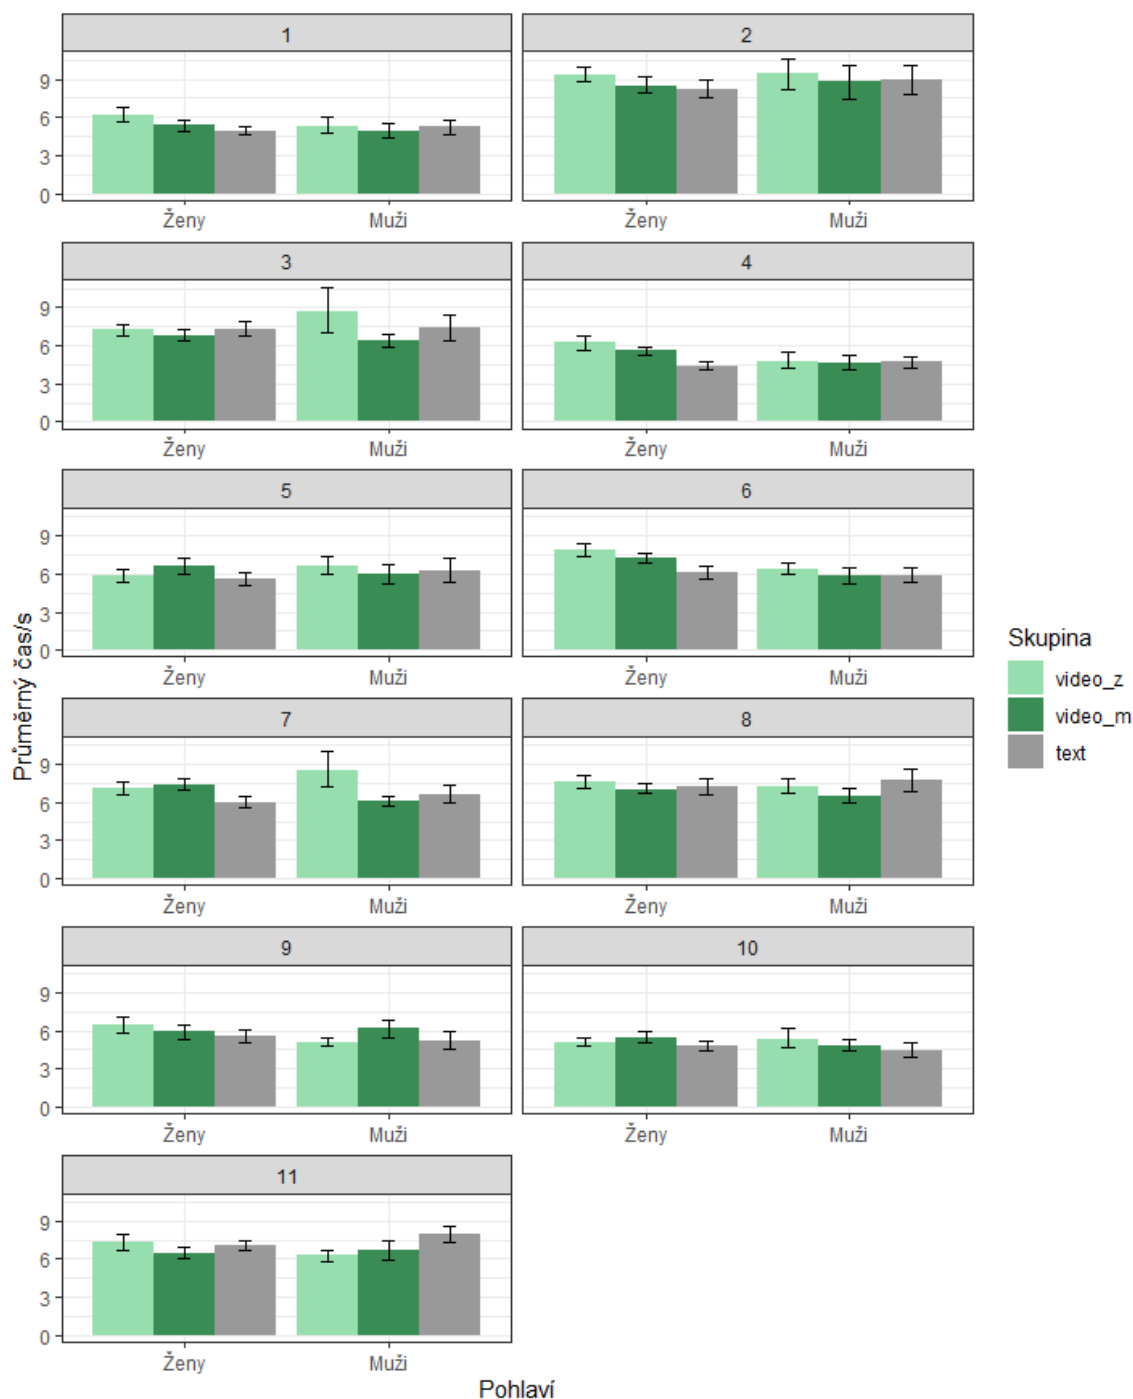 1
2
9
6
3
0
Ženy
Muži
Ženy
Muži
3
4
9
6
3
0
Ženy
Muži
Ženy
Muži
5
6
9
6
3
0
Ženy
Muži
Ženy
Muži
7
8
9
6
3
0
Ženy
Muži
Ženy
Muži
9
10
9
6
3
0
Ženy
Muži
Ženy
Muži
11
9
6
3
0
Ženy
Muži
Průměrný čas/s
Pohlaví
Skupina
video_z
video_m
text